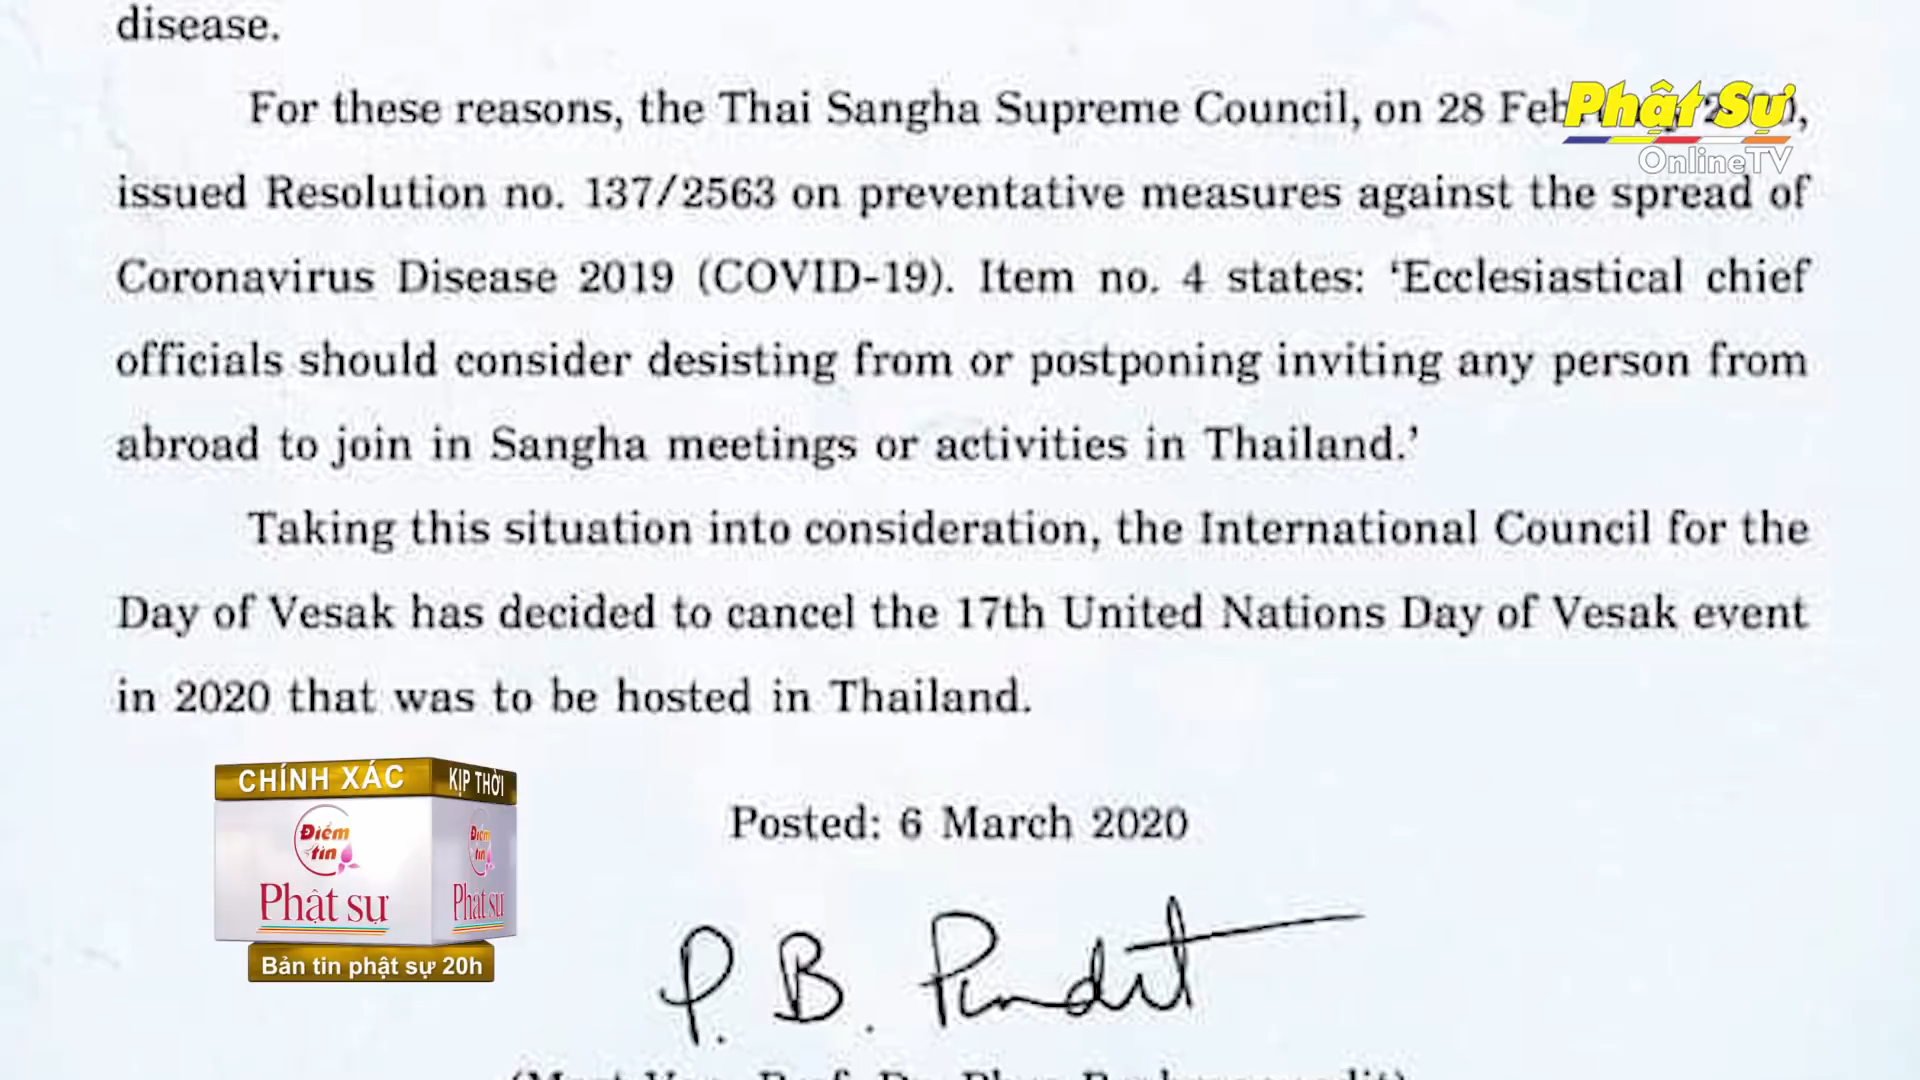 disease.
For these reasons, the Thai Sangha Supreme Council, on 28
Phật Sự
OnlineTV
issued Resolution no. 137/2563 on preventative measures against the spread of
Coronavirus Disease 2019 (COVID-19). Item no. 4 states: ‘Ecclesiastical chief
officials should consider desisting from or postponing inviting any person from
abroad to join in Sangha meetings or activities in Thailand.’
Taking this situation into consideration, the International Council for the
Day of Vesak has decided to cancel the 17th United Nations Day of Vesak event
in 2020 that was to be hosted in Thailand.
CHÍNH XÁC
KỊP THỜI
Điểm
tin
Phật sự
Điểm
tin
Phật sự
Bản tin phật sự 20h
Posted: 6 March 2020
P. B. Pundit